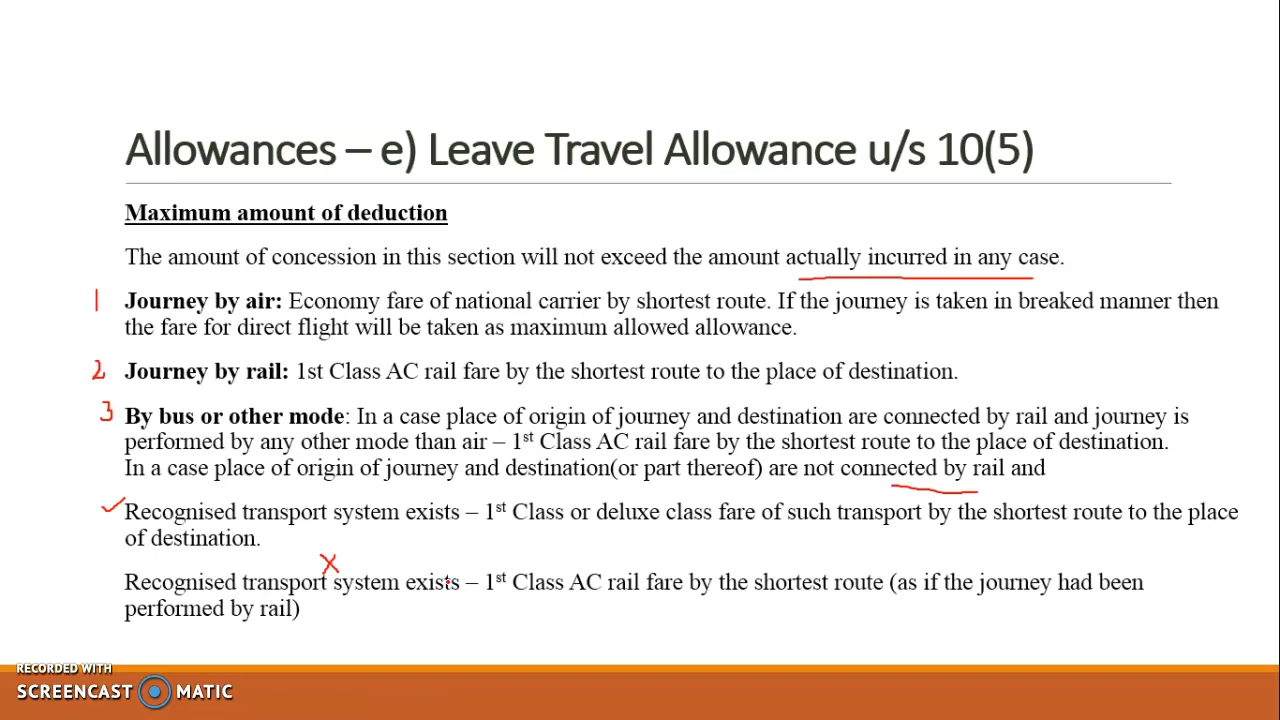 Allowances – e) Leave Travel Allowance u/s 10(5)
Maximum amount of deduction
The amount of concession in this section will not exceed the amount actually incurred in any case.
1 Journey by air: Economy fare of national carrier by shortest route. If the journey is taken in breaked manner then
the fare for direct flight will be taken as maximum allowed allowance.
2 Journey by rail: 1st Class AC rail fare by the shortest route to the place of destination.
3 By bus or other mode: In a case place of origin of journey and destination are connected by rail and journey is
performed by any other mode than air – 1st Class AC rail fare by the shortest route to the place of destination.
In a case place of origin of journey and destination(or part thereof) are not connected by rail and
✓ Recognised transport system exists – 1st Class or deluxe class fare of such transport by the shortest route to the place
of destination.
X
Recognised transport system exists – 1st Class AC rail fare by the shortest route (as if the journey had been
performed by rail)
RECORDED WITH
SCREENCAST MATIC